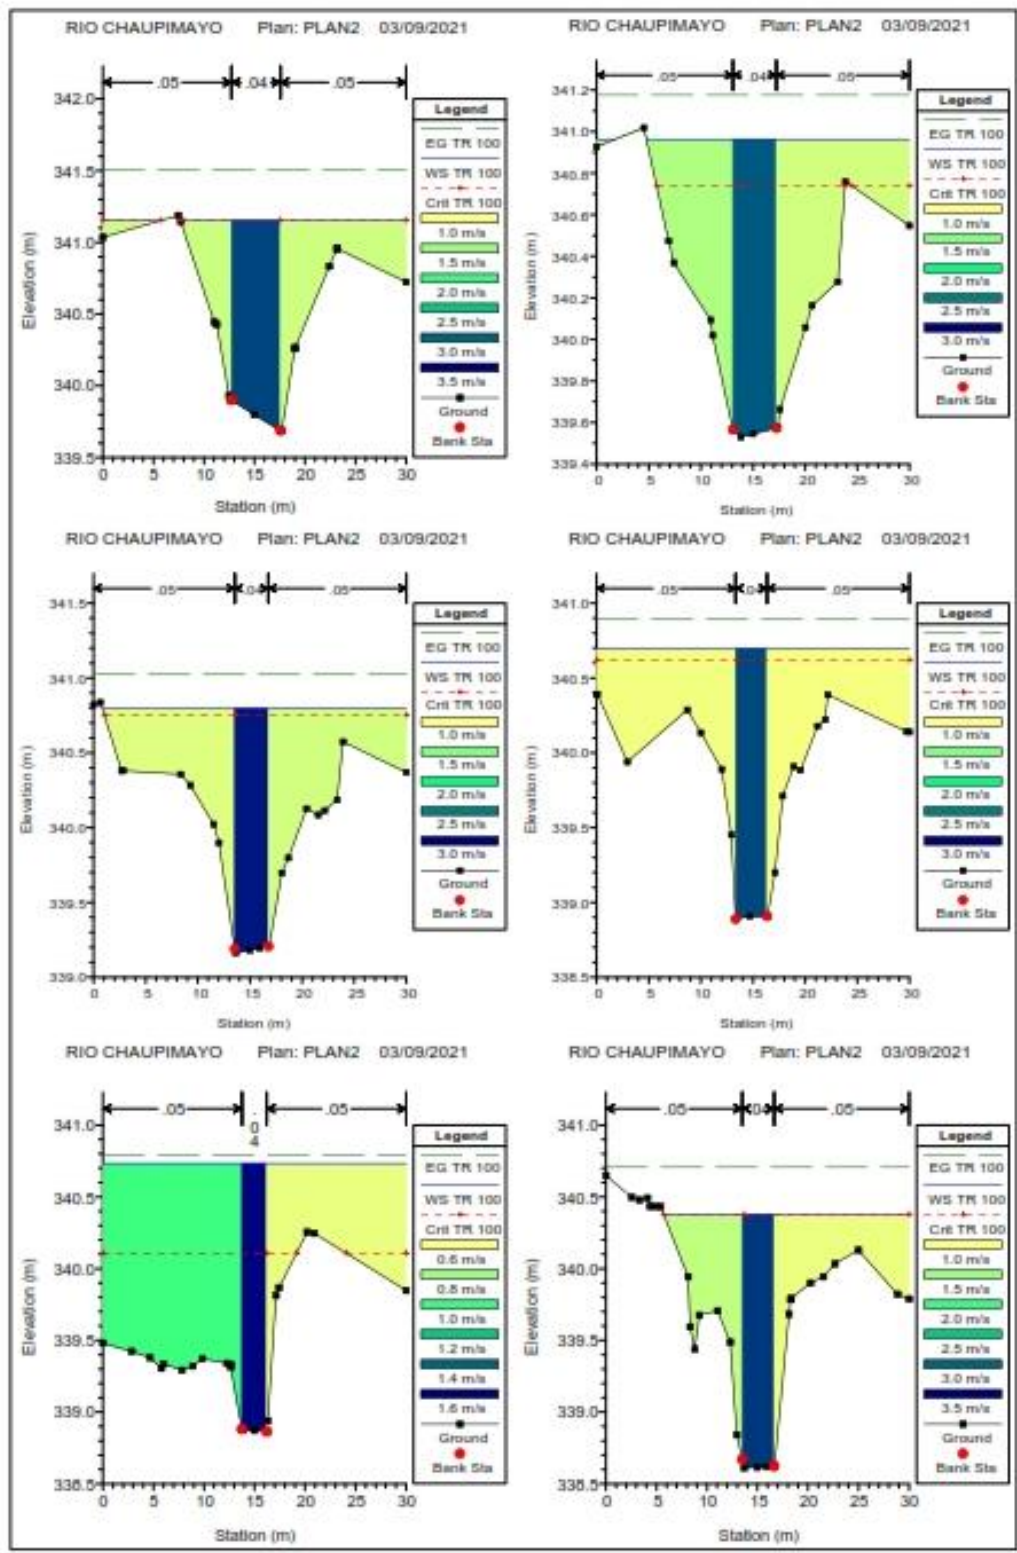 RIO CHAUPIMAYO Plan: PLAN2 03/09/2021
.05 .04 .05
342.0
341.5
341.0
340.5
340.0
339.5
Elevation (m)
0 5 10 15 20 25 30
Station (m)
Legend
EG TR 100
WS TR 100
Crit TR 100
1.0 m/s
1.5 m/s
2.0 m/s
2.5 m/s
3.0 m/s
3.5 m/s
Ground
Bank Sta
RIO CHAUPIMAYO Plan: PLAN2 03/09/2021
.05 .04 .05
341.2
341.0
340.8
340.6
340.4
340.2
340.0
339.8
339.6
339.4
Elevation (m)
0 5 10 15 20 25 30
Station (m)
Legend
EG TR 100
WS TR 100
Crit TR 100
1.0 m/s
1.5 m/s
2.0 m/s
2.5 m/s
3.0 m/s
Ground
Bank Sta
RIO CHAUPIMAYO Plan: PLAN2 03/09/2021
.05 .04 .05
341.5
341.0
340.5
340.0
339.5
339.0
Elevation (m)
0 5 10 15 20 25 30
Station (m)
Legend
EG TR 100
WS TR 100
Crit TR 100
1.0 m/s
1.5 m/s
2.0 m/s
2.5 m/s
3.0 m/s
Ground
Bank Sta
RIO CHAUPIMAYO Plan: PLAN2 03/09/2021
.05 .04 .05
341.0
340.5
340.0
339.5
339.0
338.5
Elevation (m)
0 5 10 15 20 25 30
Station (m)
Legend
EG TR 100
WS TR 100
Crit TR 100
1.0 m/s
1.5 m/s
2.0 m/s
2.5 m/s
3.0 m/s
Ground
Bank Sta
RIO CHAUPIMAYO Plan: PLAN2 03/09/2021
.05 .04 .05
341.0
340.5
340.0
339.5
339.0
338.5
Elevation (m)
0 5 10 15 20 25 30
Station (m)
Legend
EG TR 100
WS TR 100
Crit TR 100
0.6 m/s
0.8 m/s
1.0 m/s
1.2 m/s
1.4 m/s
1.6 m/s
Ground
Bank Sta
RIO CHAUPIMAYO Plan: PLAN2 03/09/2021
.05 .04 .05
341.0
340.5
340.0
339.5
339.0
338.5
Elevation (m)
0 5 10 15 20 25 30
Station (m)
Legend
EG TR 100
WS TR 100
Crit TR 100
1.0 m/s
1.5 m/s
2.0 m/s
2.5 m/s
3.0 m/s
3.5 m/s
Ground
Bank Sta